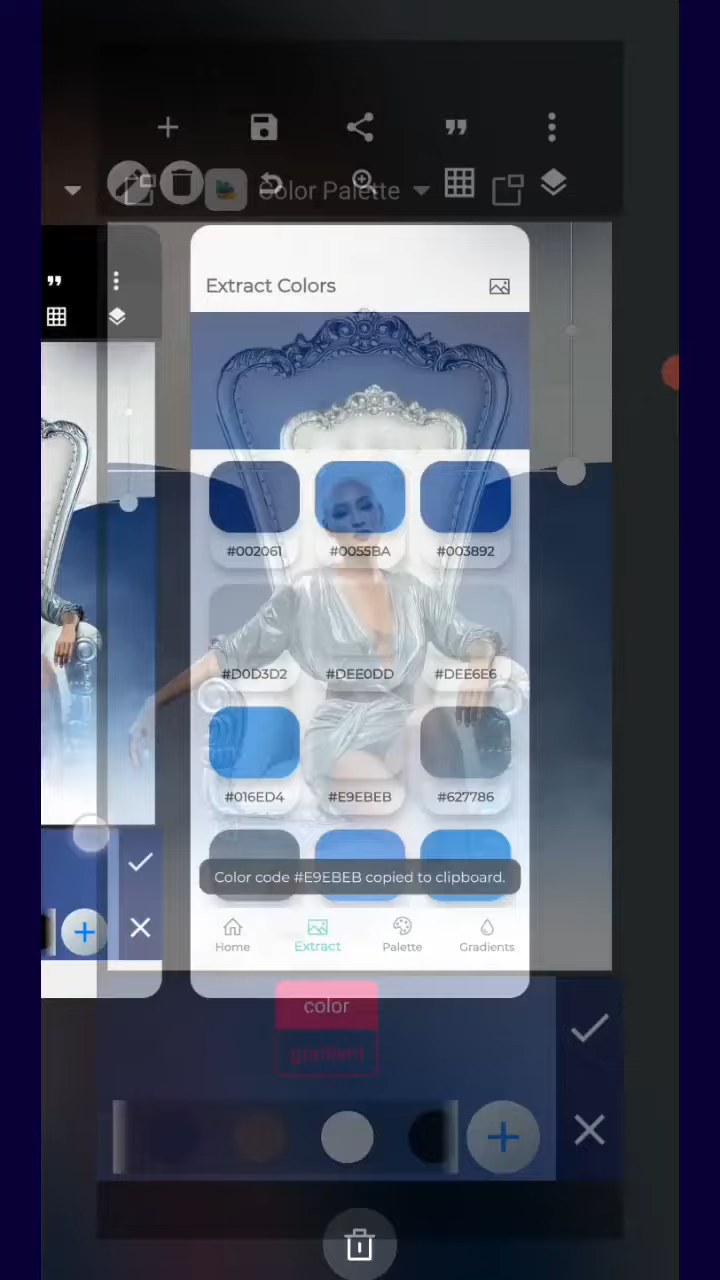 Color Palette
Extract Colors
#002061 #0055BA #003892
#D0D3D2 #DEE0DD #DEE6E6
#016ED4 #E9EBEB #627786
Color code #E9EBEB copied to clipboard.
Home Extract Palette Gradients
color
gradient